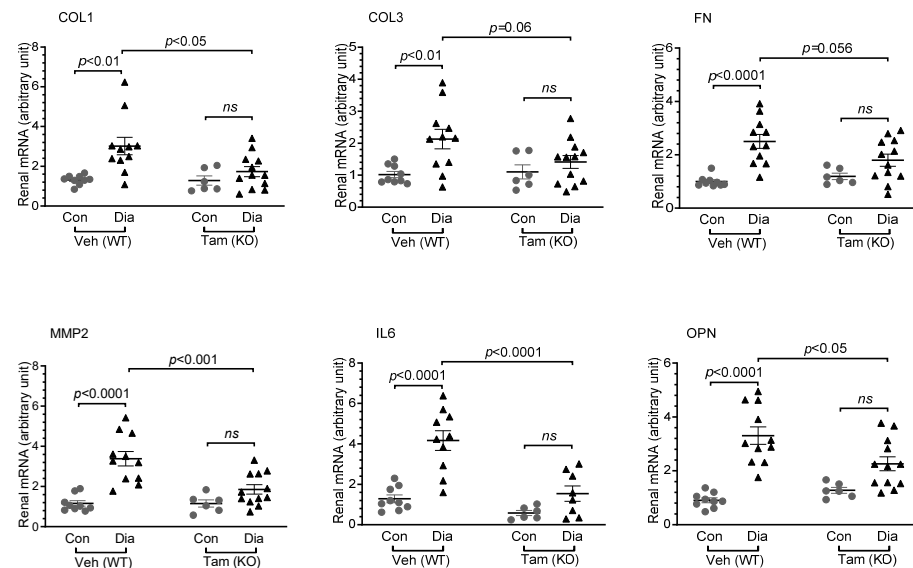 COL1
COL3
FN
Renal mRNA (arbitrary unit)
8
6
4
2
0
p<0.01
p<0.05
ns
Con Dia Con Dia
Veh (WT) Tam (KO)
Renal mRNA (arbitrary unit)
5
4
3
2
1
0
p<0.01
p=0.06
ns
Con Dia Con Dia
Veh (WT) Tam (KO)
Renal mRNA (arbitrary unit)
6
4
2
0
p<0.0001
p=0.056
ns
Con Dia Con Dia
Veh (WT) Tam (KO)
MMP2
IL6
OPN
Renal mRNA (arbitrary unit)
8
6
4
2
0
p<0.0001
p<0.001
ns
Con Dia Con Dia
Veh (WT) Tam (KO)
Renal mRNA (arbitrary unit)
8
6
4
2
0
p<0.0001
p<0.0001
ns
Con Dia Con Dia
Veh (WT) Tam (KO)
Renal mRNA (arbitrary unit)
6
4
2
0
p<0.0001
p<0.05
ns
Con Dia Con Dia
Veh (WT) Tam (KO)